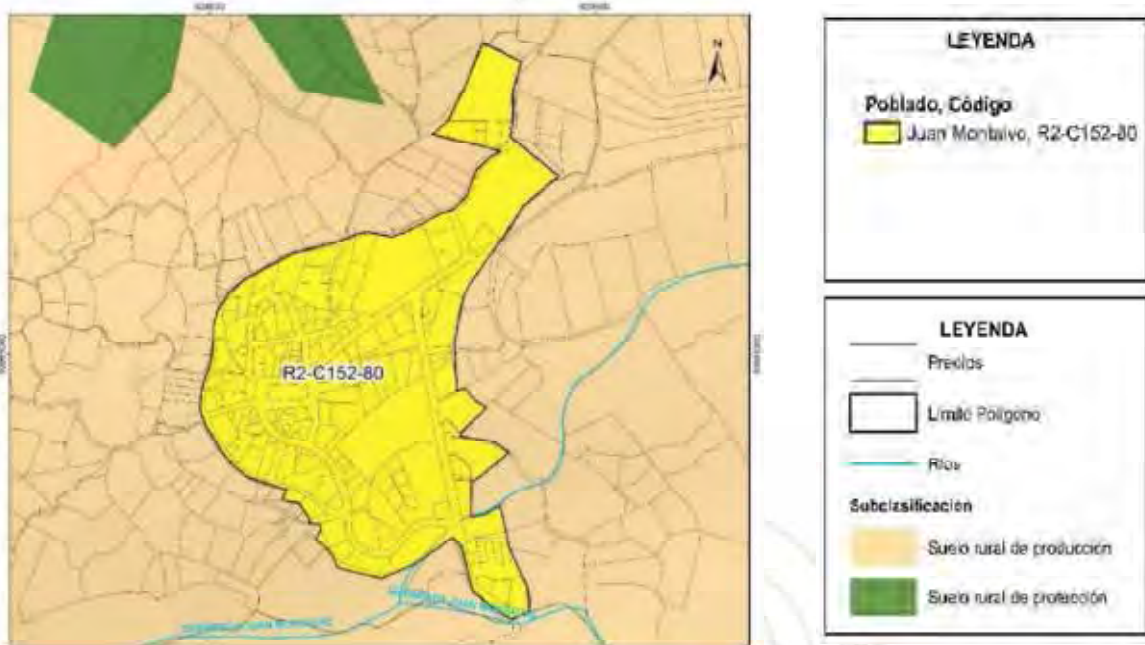 N
R2-C152-80
LEYENDA
Poblado, Código
Juan Montalvo, R2-C152-80
LEYENDA
Predios
Límite Polígono
Ríos
Subclasificación
Suelo rural de producción
Suelo rural de protección